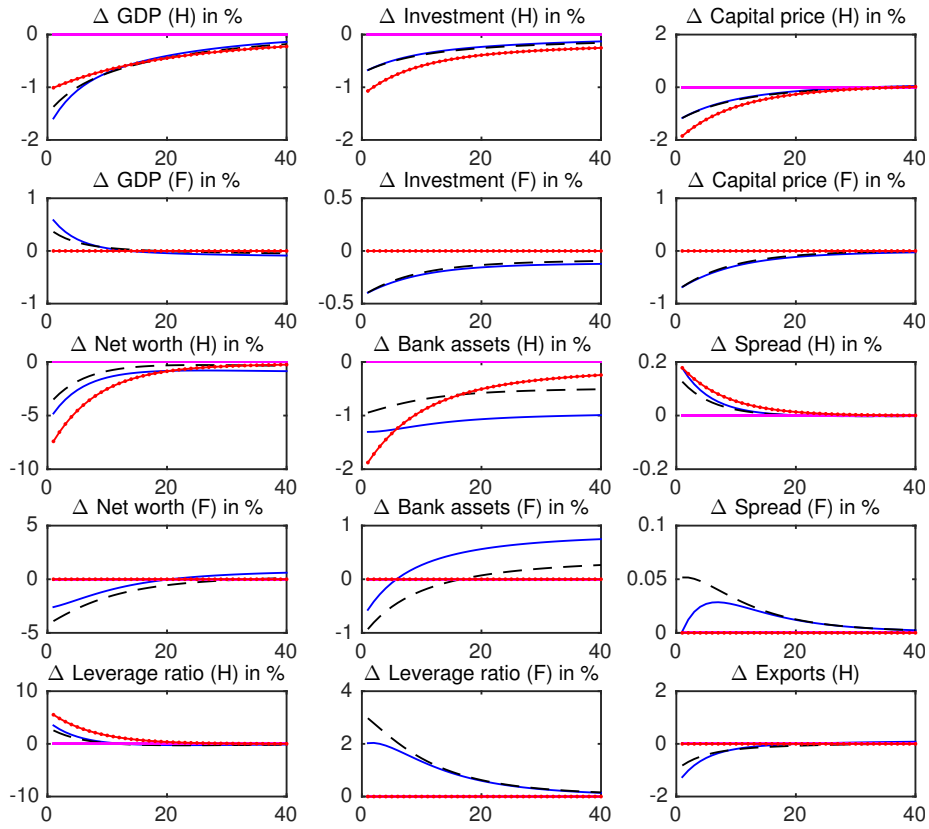 Δ GDP (H) in % Δ Investment (H) in % Δ Capital price (H) in %
0 0 2
-1 -1 0
-2 -2 -2
0 20 40 0 20 40 0 20 40
Δ GDP (F) in % Δ Investment (F) in % Δ Capital price (F) in %
1 0.5 1
0 0 0
-1 -0.5 -1
0 20 40 0 20 40 0 20 40
Δ Net worth (H) in % Δ Bank assets (H) in % Δ Spread (H) in %
0 0 0.2
-5 -1 0
-10 -2 -0.2
0 20 40 0 20 40 0 20 40
Δ Net worth (F) in % Δ Bank assets (F) in % Δ Spread (F) in %
5 1 0.1
0 0 0.05
-5 -1 0
0 20 40 0 20 40 0 20 40
Δ Leverage ratio (H) in % Δ Leverage ratio (F) in % Δ Exports (H)
10 4 2
0 2 0
-10 0 -2
0 20 40 0 20 40 0 20 40